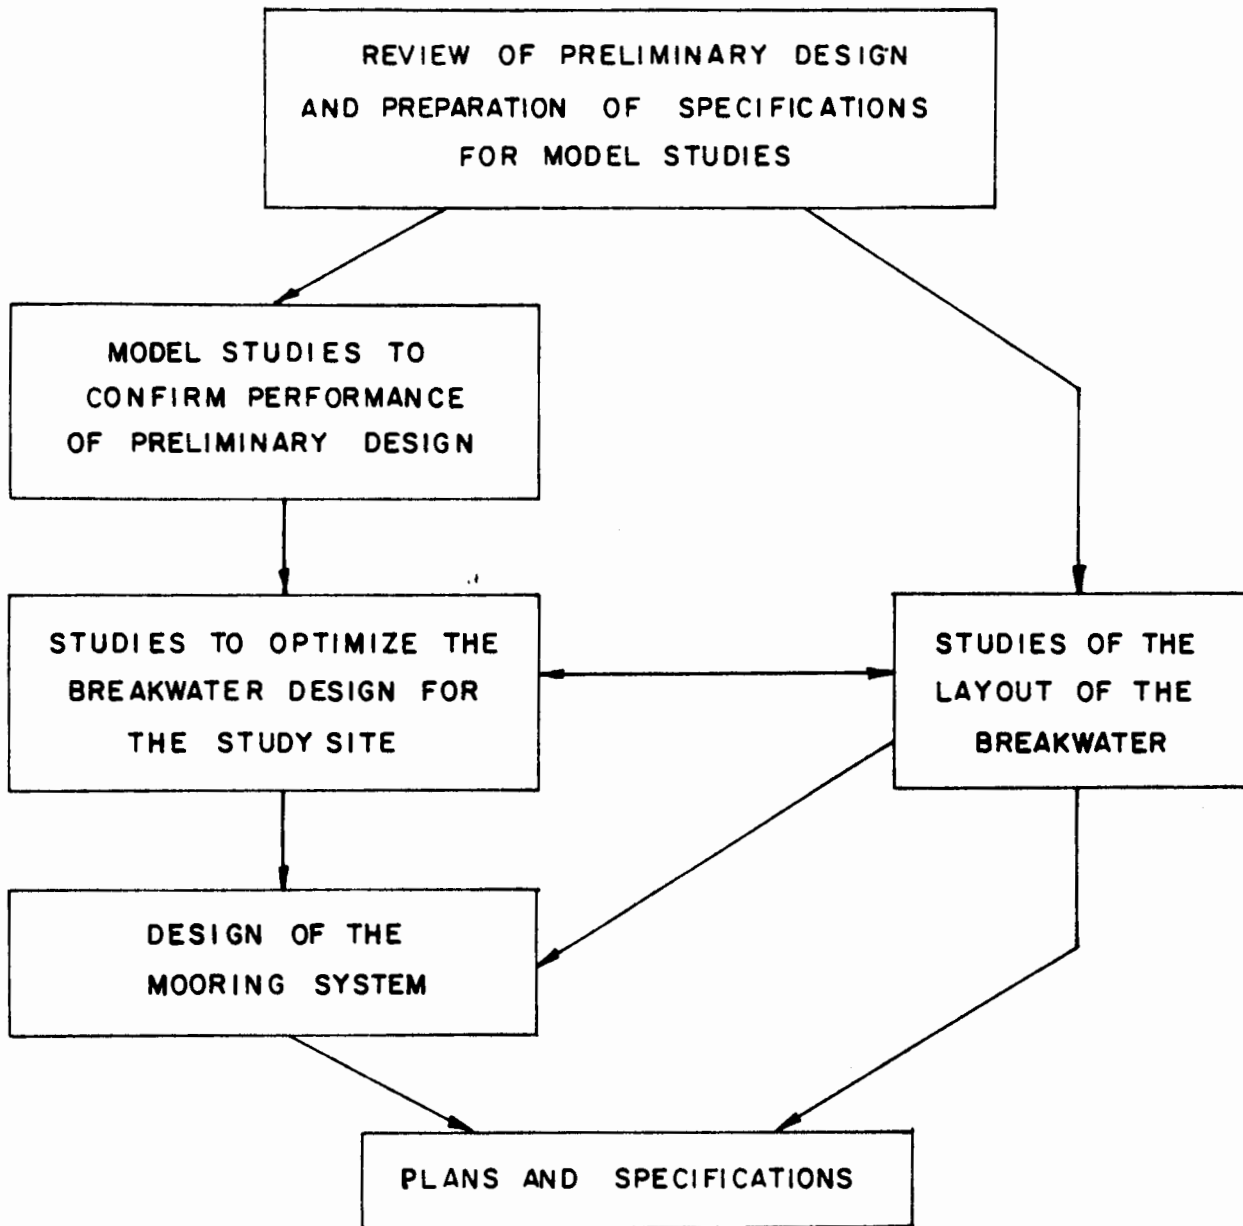 REVIEW OF PRELIMINARY DESIGN
AND PREPARATION OF SPECIFICATIONS
FOR MODEL STUDIES
MODEL STUDIES TO
CONFIRM PERFORMANCE
OF PRELIMINARY DESIGN
STUDIES TO OPTIMIZE THE
BREAKWATER DESIGN FOR
THE STUDY SITE
STUDIES OF THE
LAYOUT OF THE
BREAKWATER
DESIGN OF THE
MOORING SYSTEM
PLANS AND SPECIFICATIONS